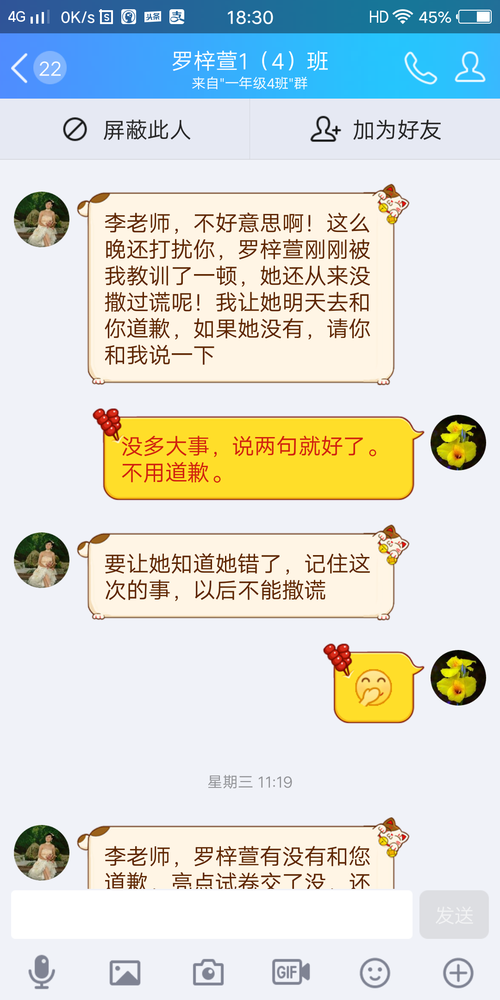 4G 0K/s S 头条 支 18:30 HD 45%
22
罗梓萱1（4）班
来自"一年级4班"群
屏蔽此人 加为好友
李老师，不好意思啊！这么
晚还打扰你，罗梓萱刚刚被
我教训了一顿，她还从来没
撒过谎呢！我让她明天去和
你道歉，如果她没有，请你
和我说一下
没多大事，说两句就好了。
不用道歉。
要让她知道她错了，记住这
次的事，以后不能撒谎
星期三 11:19
李老师，罗梓萱有没有和您
道歉，亮点试卷交了没，还
发送
GIF